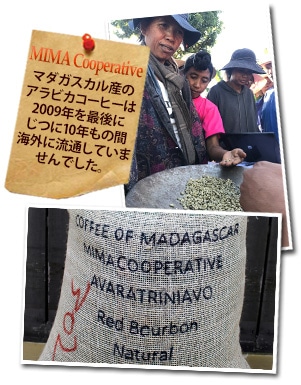 MIMA Cooperative
マダガスカル産の
アラビカコーヒーは
2009年を最後に
じつに10年もの間
海外に流通していま
せんでした。
COFFEE OF MADAGASCAR
MIMA COOPERATIVE
AVARATRINIAVO
Red Bourbon
Natural